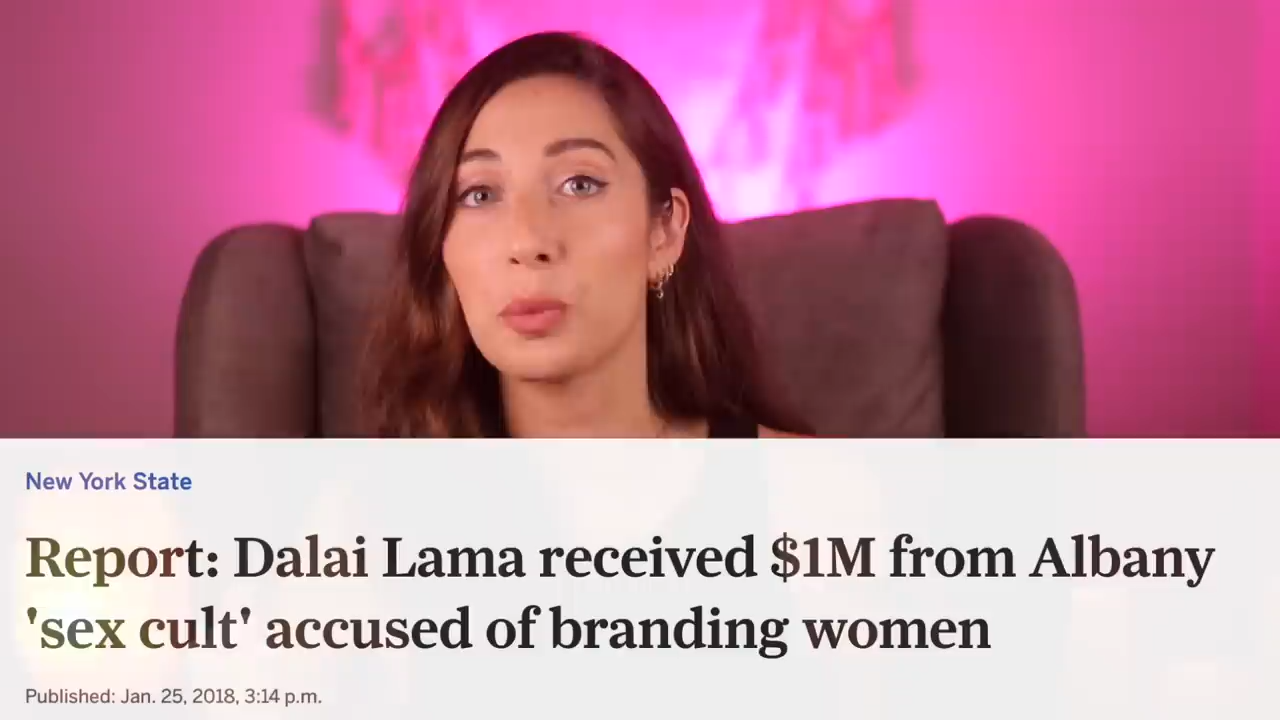 New York State
Report: Dalai Lama received $1M from Albany
'sex cult' accused of branding women
Published: Jan. 25, 2018, 3:14 p.m.